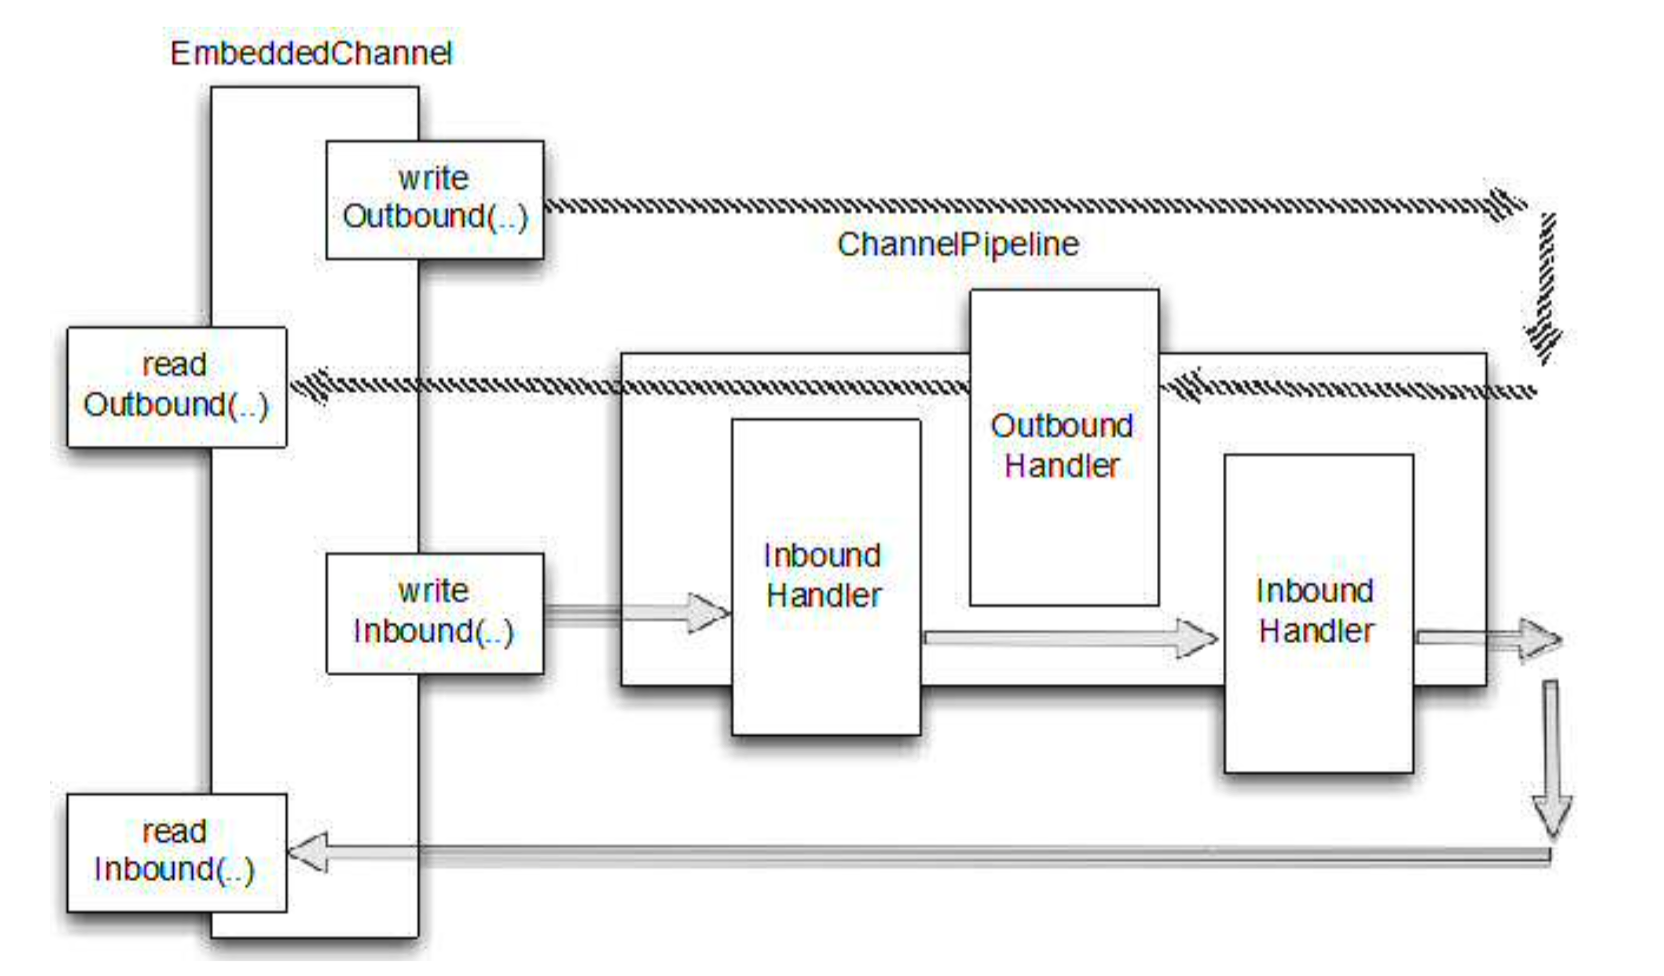 EmbeddedChannel
write
Outbound(..)
ChannelPipeline
read
Outbound(..)
Outbound
Handler
Inbound
Handler
write
Inbound(..)
Inbound
Handler
read
Inbound(..)